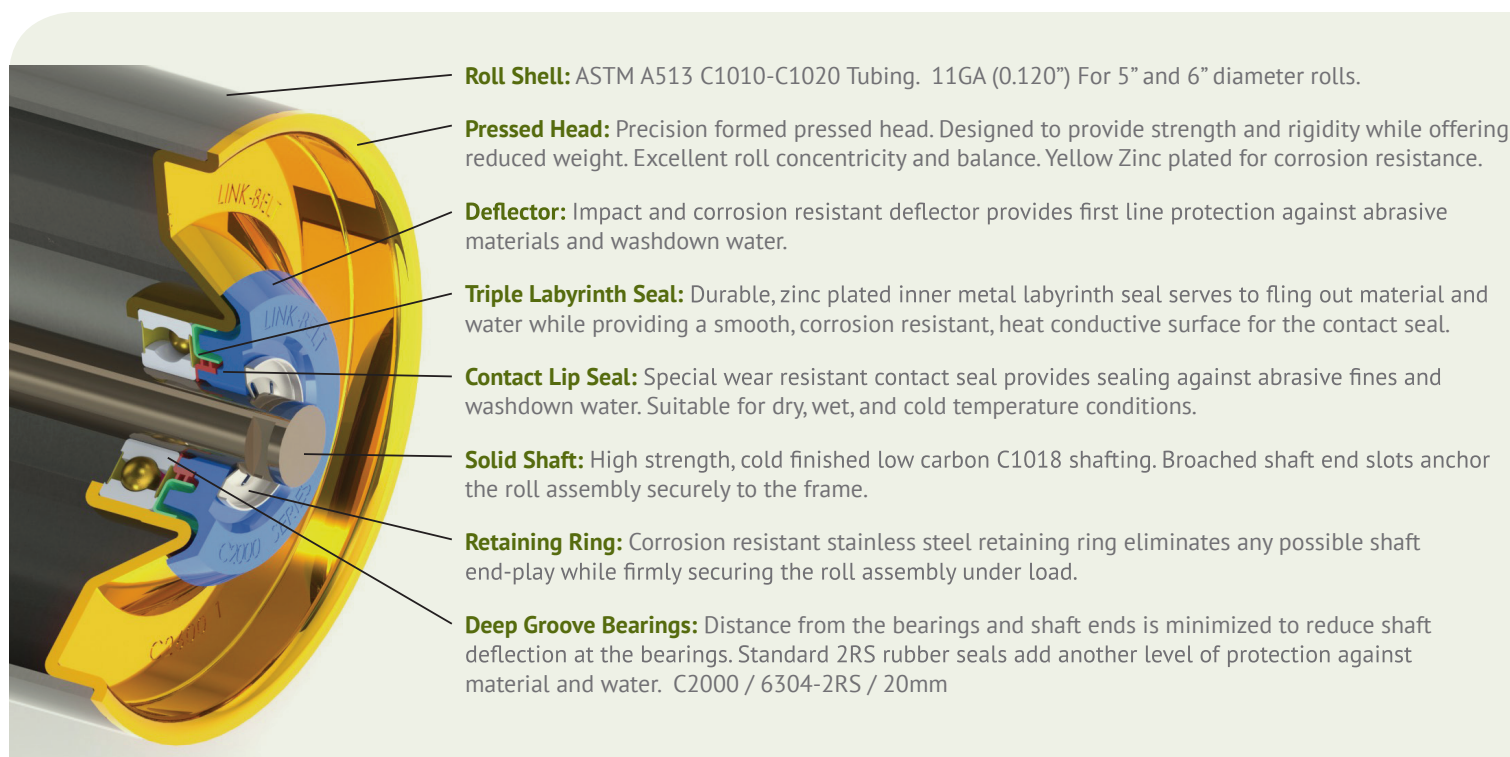 Roll Shell: ASTM A513 C1010-C1020 Tubing.  11GA (0.120”) For 5” and 6” diameter rolls.
Pressed Head: Precision formed pressed head. Designed to provide strength and rigidity while offering
reduced weight. Excellent roll concentricity and balance. Yellow Zinc plated for corrosion resistance.
LINK-BELT
Deflector: Impact and corrosion resistant deflector provides first line protection against abrasive
materials and washdown water.
Triple Labyrinth Seal: Durable, zinc plated inner metal labyrinth seal serves to fling out material and
water while providing a smooth, corrosion resistant, heat conductive surface for the contact seal.
LINK-BELT
Contact Lip Seal: Special wear resistant contact seal provides sealing against abrasive fines and
washdown water. Suitable for dry, wet, and cold temperature conditions.
Solid Shaft: High strength, cold finished low carbon C1018 shafting. Broached shaft end slots anchor
the roll assembly securely to the frame.
C2000 SERIES
Retaining Ring: Corrosion resistant stainless steel retaining ring eliminates any possible shaft
end-play while firmly securing the roll assembly under load.
Deep Groove Bearings: Distance from the bearings and shaft ends is minimized to reduce shaft
deflection at the bearings. Standard 2RS rubber seals add another level of protection against
material and water.  C2000 / 6304-2RS / 20mm